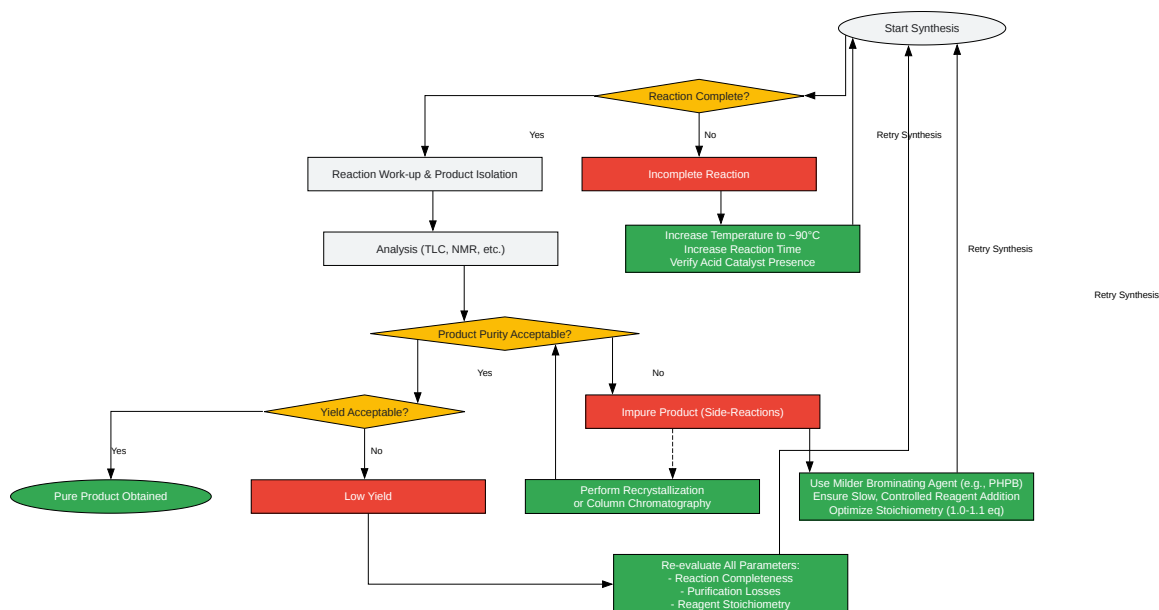 Start Synthesis
Reaction Complete?
Yes
No
Retry Synthesis
Reaction Work-up & Product Isolation
Incomplete Reaction
Increase Temperature to ~90°C
Increase Reaction Time
Verify Acid Catalyst Presence
Analysis (TLC, NMR, etc.)
Retry Synthesis
Retry Synthesis
Product Purity Acceptable?
Yes
No
Yield Acceptable?
Impure Product (Side-Reactions)
Yes
No
Pure Product Obtained
Low Yield
Perform Recrystallization
or Column Chromatography
Use Milder Brominating Agent (e.g., PHPB)
Ensure Slow, Controlled Reagent Addition
Optimize Stoichiometry (1.0-1.1 eq)
Re-evaluate All Parameters:
- Reaction Completeness
- Purification Losses
- Reagent Stoichiometry